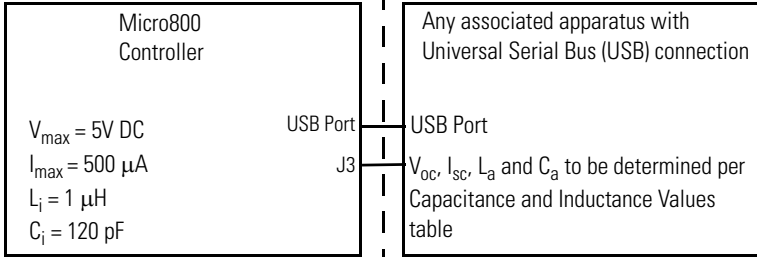 Micro800
Controller
V_max = 5V DC
I_max = 500 μA
L_i = 1 μH
C_i = 120 pF
USB Port
J3
Any associated apparatus with
Universal Serial Bus (USB) connection
USB Port
V_oc, I_sc, L_a and C_a to be determined per
Capacitance and Inductance Values
table